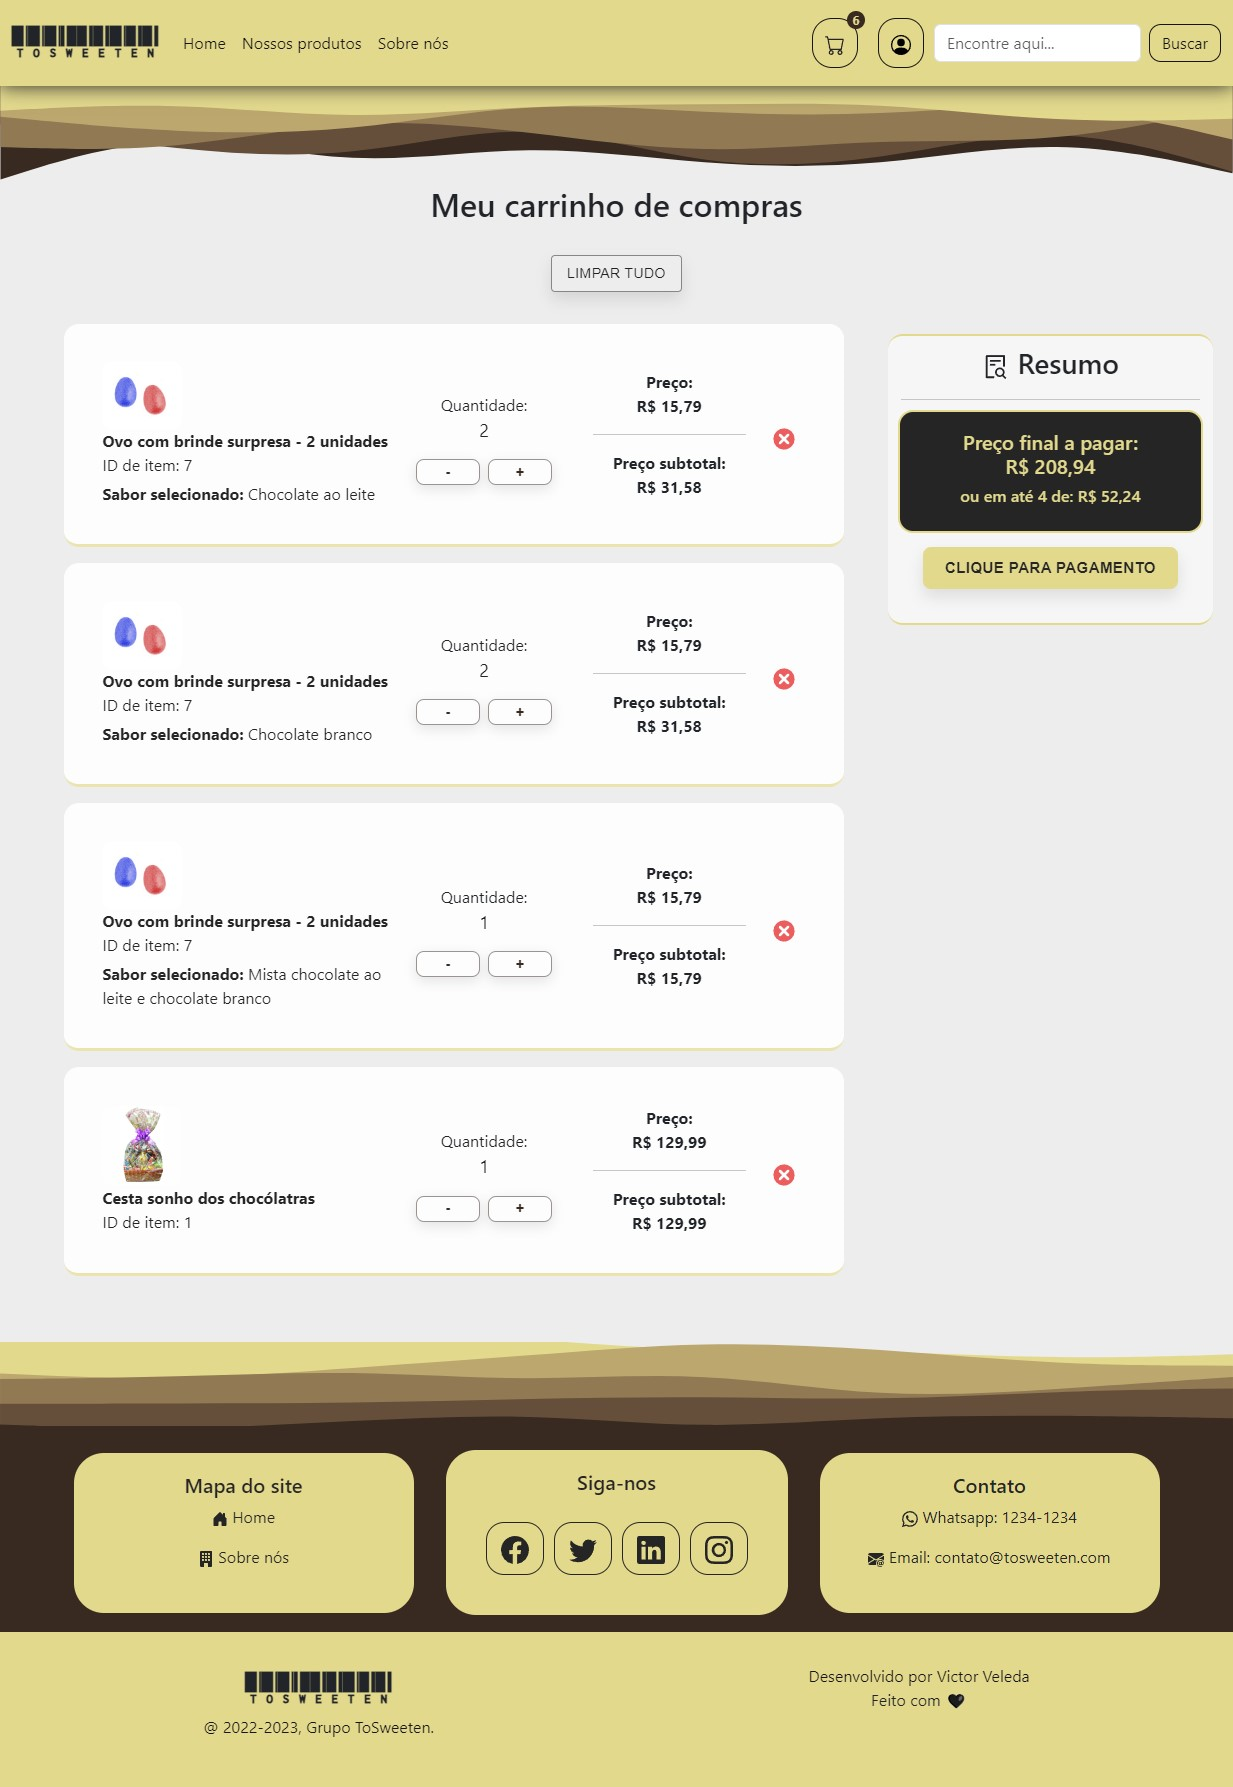 TOSWEETEN
Home Nossos produtos Sobre nós
6
Encontre aqui...
Buscar
Meu carrinho de compras
LIMPAR TUDO
Ovo com brinde surpresa - 2 unidades
ID de item: 7
Sabor selecionado: Chocolate ao leite
Quantidade:
2
- +
Preço:
R$ 15,79
Preço subtotal:
R$ 31,58
Ovo com brinde surpresa - 2 unidades
ID de item: 7
Sabor selecionado: Chocolate branco
Quantidade:
2
- +
Preço:
R$ 15,79
Preço subtotal:
R$ 31,58
Ovo com brinde surpresa - 2 unidades
ID de item: 7
Sabor selecionado: Mista chocolate ao
leite e chocolate branco
Quantidade:
1
- +
Preço:
R$ 15,79
Preço subtotal:
R$ 15,79
Cesta sonho dos chocólatras
ID de item: 1
Quantidade:
1
- +
Preço:
R$ 129,99
Preço subtotal:
R$ 129,99
Resumo
Preço final a pagar:
R$ 208,94
ou em até 4 de: R$ 52,24
CLIQUE PARA PAGAMENTO
Mapa do site
Home
Sobre nós
Siga-nos
Contato
Whatsapp: 1234-1234
Email: contato@tosweeten.com
TOSWEETEN
@ 2022-2023, Grupo ToSweeten.
Desenvolvido por Victor Veleda
Feito com